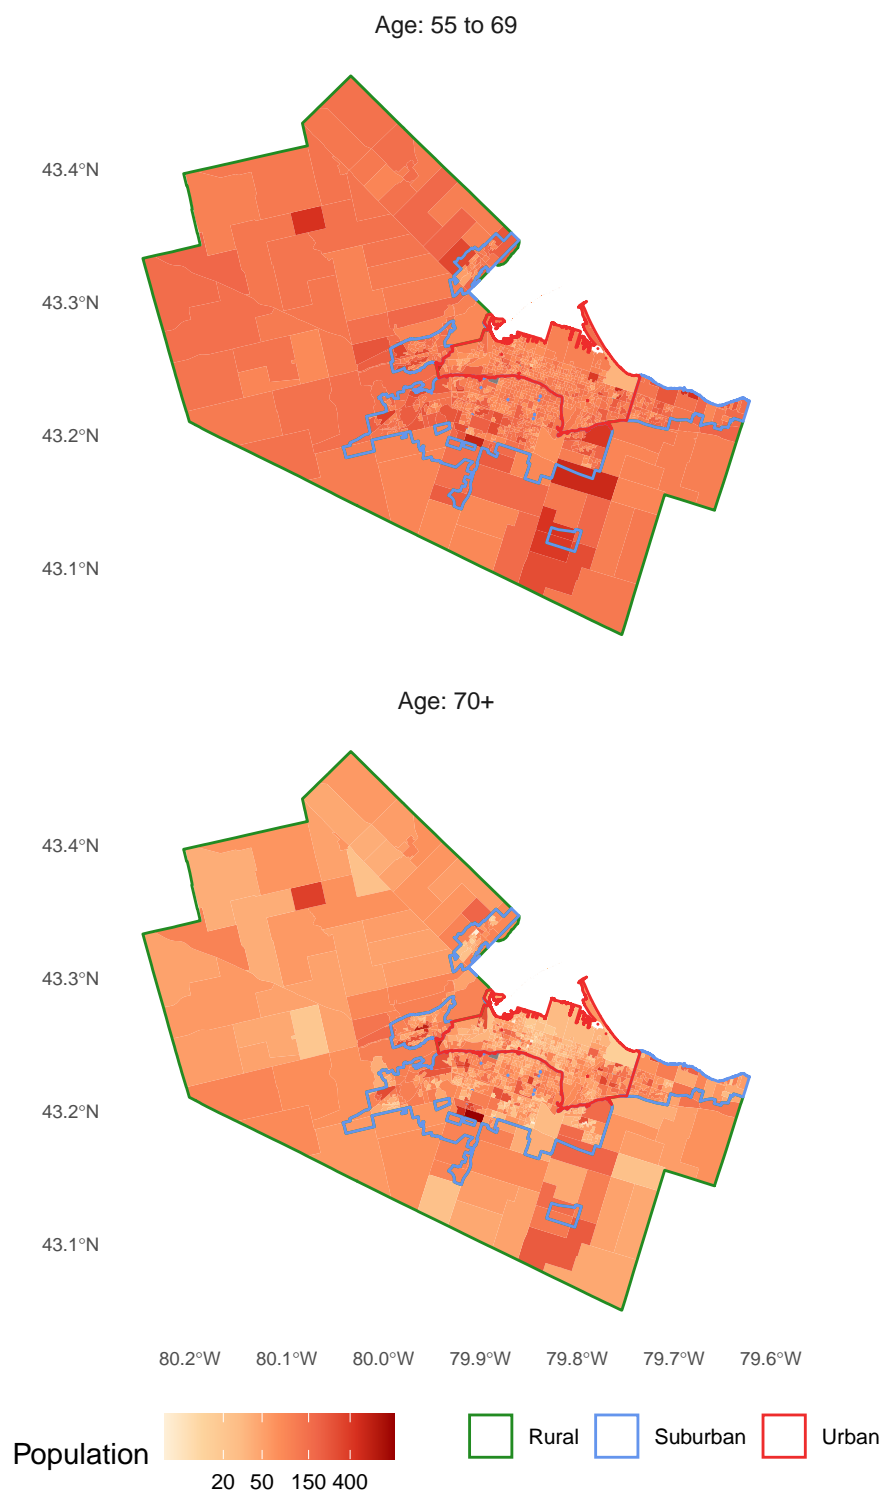 Age: 55 to 69
43.4°N
43.3°N
43.2°N
43.1°N
Age: 70+
43.4°N
43.3°N
43.2°N
43.1°N
80.2°W 80.1°W 80.0°W 79.9°W 79.8°W 79.7°W 79.6°W
Population
20 50 150 400
Rural Suburban Urban